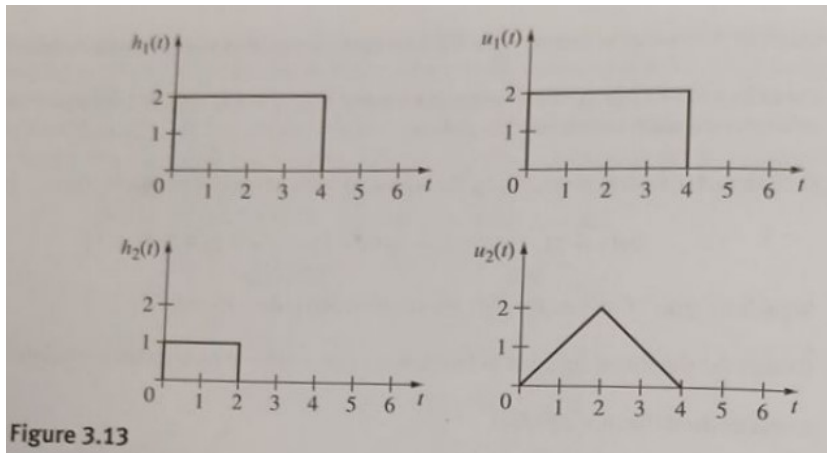 h₁(t)
2
1
0 1 2 3 4 5 6 t
u₁(t)
2
1
0 1 2 3 4 5 6 t
h₂(t)
2
1
0 1 2 3 4 5 6 t
u₂(t)
2
1
0 1 2 3 4 5 6 t
Figure 3.13